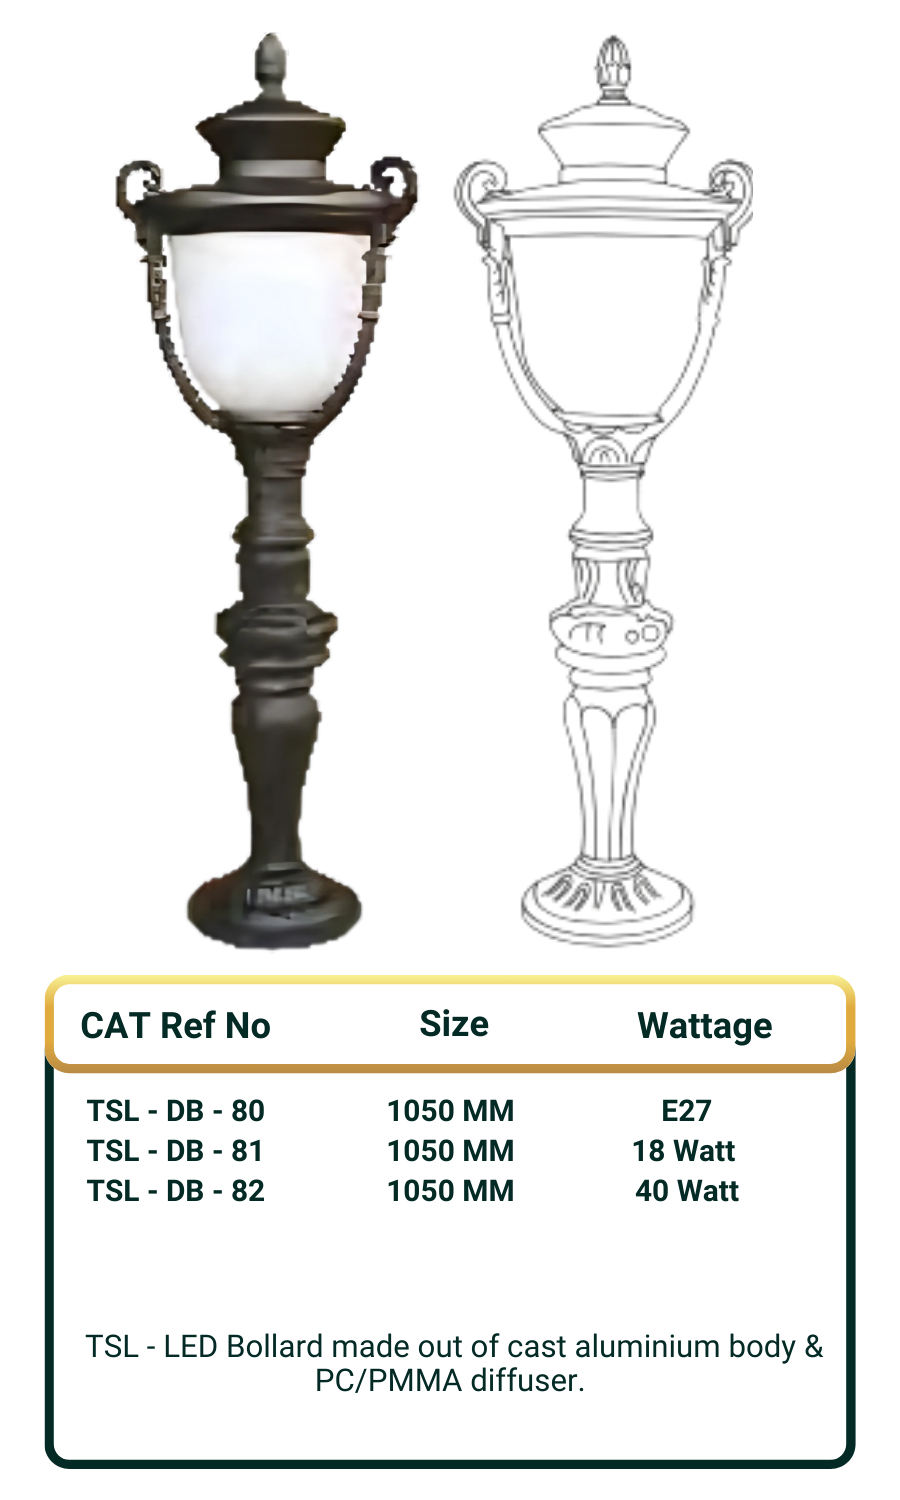 CAT Ref No Size Wattage
TSL - DB - 80 1050 MM E27
TSL - DB - 81 1050 MM 18 Watt
TSL - DB - 82 1050 MM 40 Watt
TSL - LED Bollard made out of cast aluminium body &
PC/PMMA diffuser.